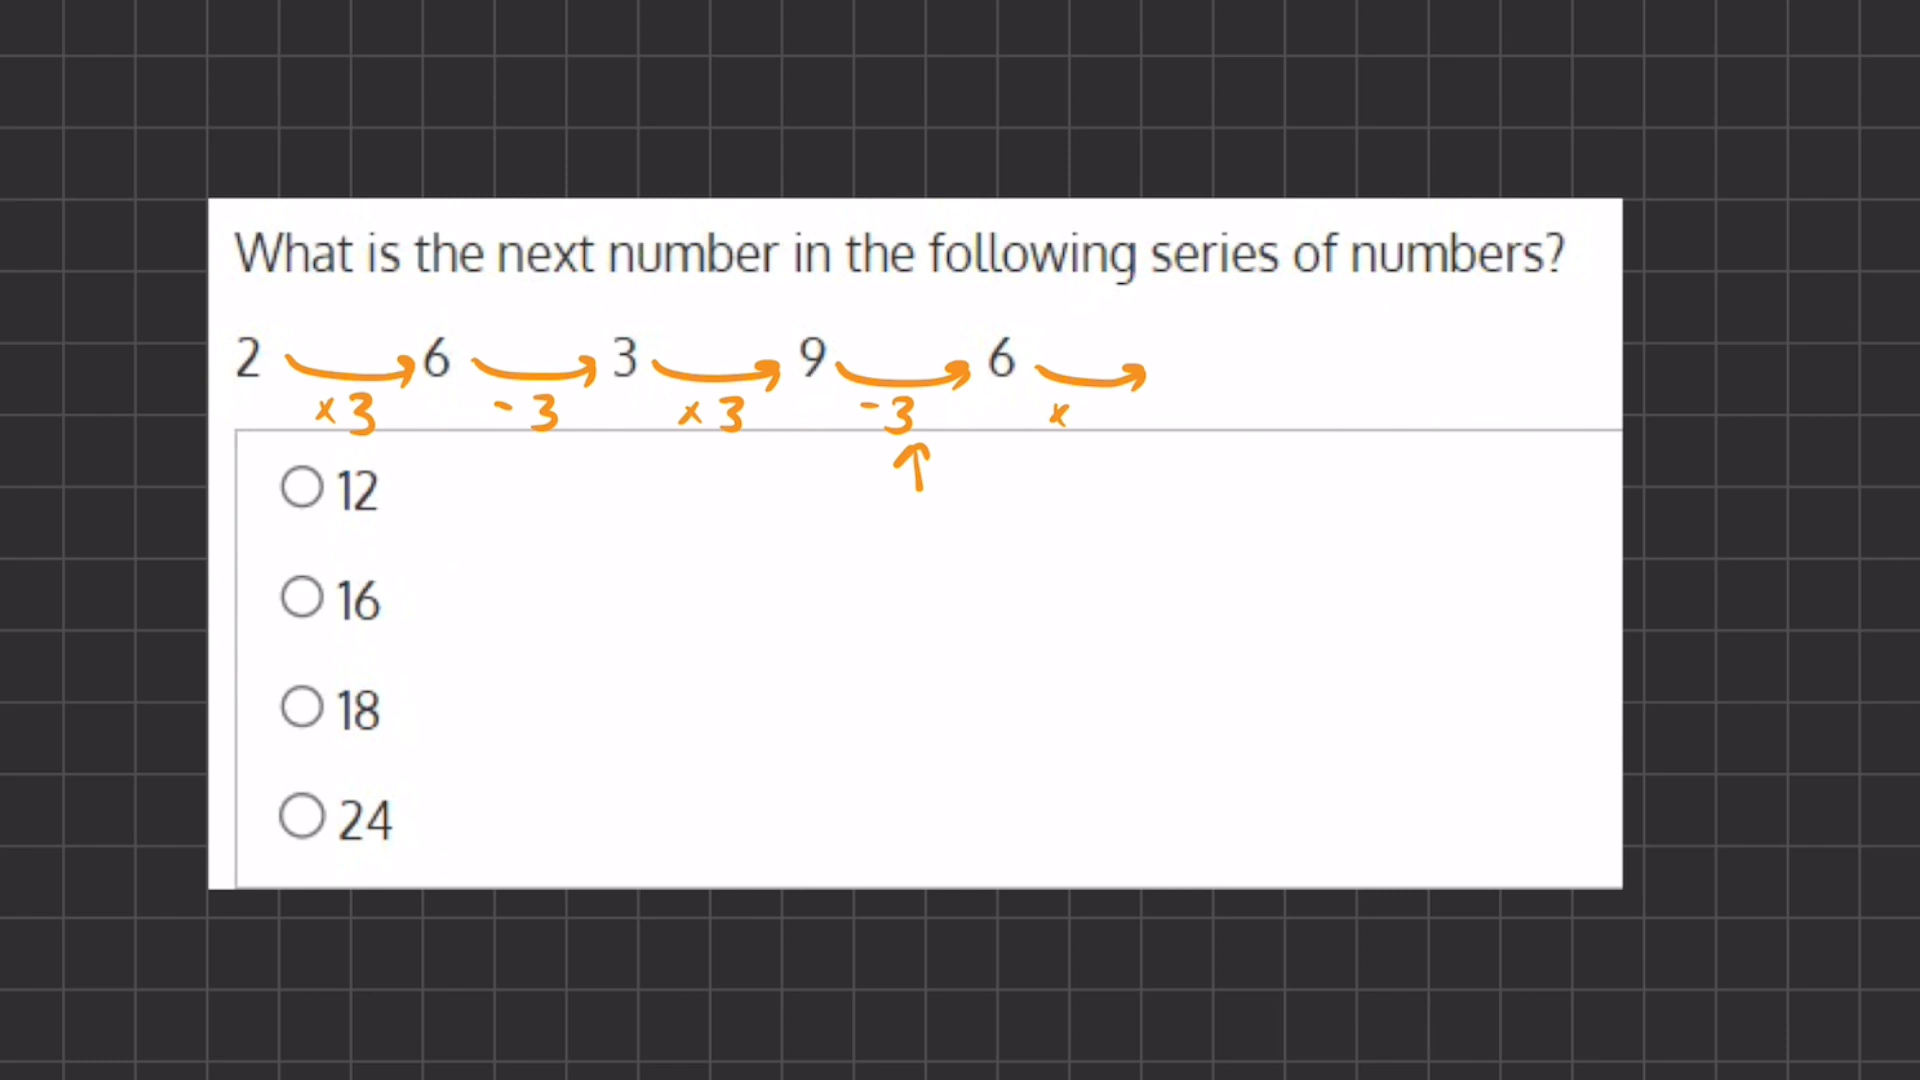 What is the next number in the following series of numbers?
2 6 3 9 6
×3 -3 ×3 -3 ×
12
16
18
24